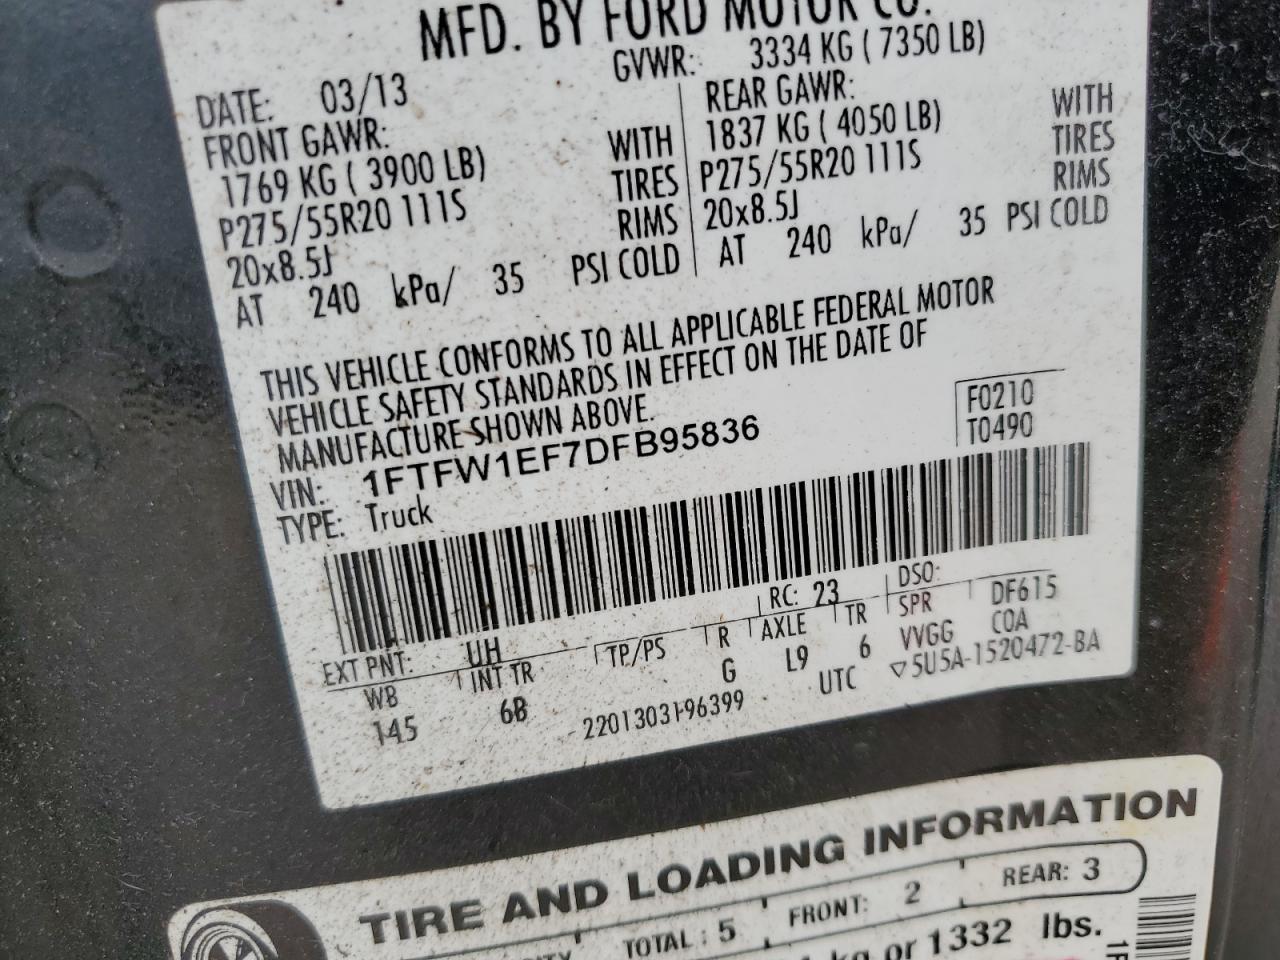 MFD. BY FORD MOTOR CO.
DATE: 03/13 GVWR: 3334 KG ( 7350 LB)
FRONT GAWR: REAR GAWR:
1769 KG ( 3900 LB) WITH 1837 KG ( 4050 LB) WITH
P275/55R20 111S TIRES P275/55R20 111S TIRES
20x8.5J RIMS 20x8.5J RIMS
AT 240 kPa/ 35 PSI COLD AT 240 kPa/ 35 PSI COLD
THIS VEHICLE CONFORMS TO ALL APPLICABLE FEDERAL MOTOR
VEHICLE SAFETY STANDARDS IN EFFECT ON THE DATE OF
MANUFACTURE SHOWN ABOVE.
VIN: 1FTFW1EF7DFB95836
TYPE: Truck
F0210
T0490
EXT PNT: UH RC: 23 DSO:
WB INT TR TP/PS R AXLE TR SPR DF615
145 6B G L9 6 VVGG COA
22013031-96399 UTC ▽5U5A-1520472-BA
TIRE AND LOADING INFORMATION
TOTAL : 5 FRONT: 2 REAR: 3
kg or 1332 lbs.